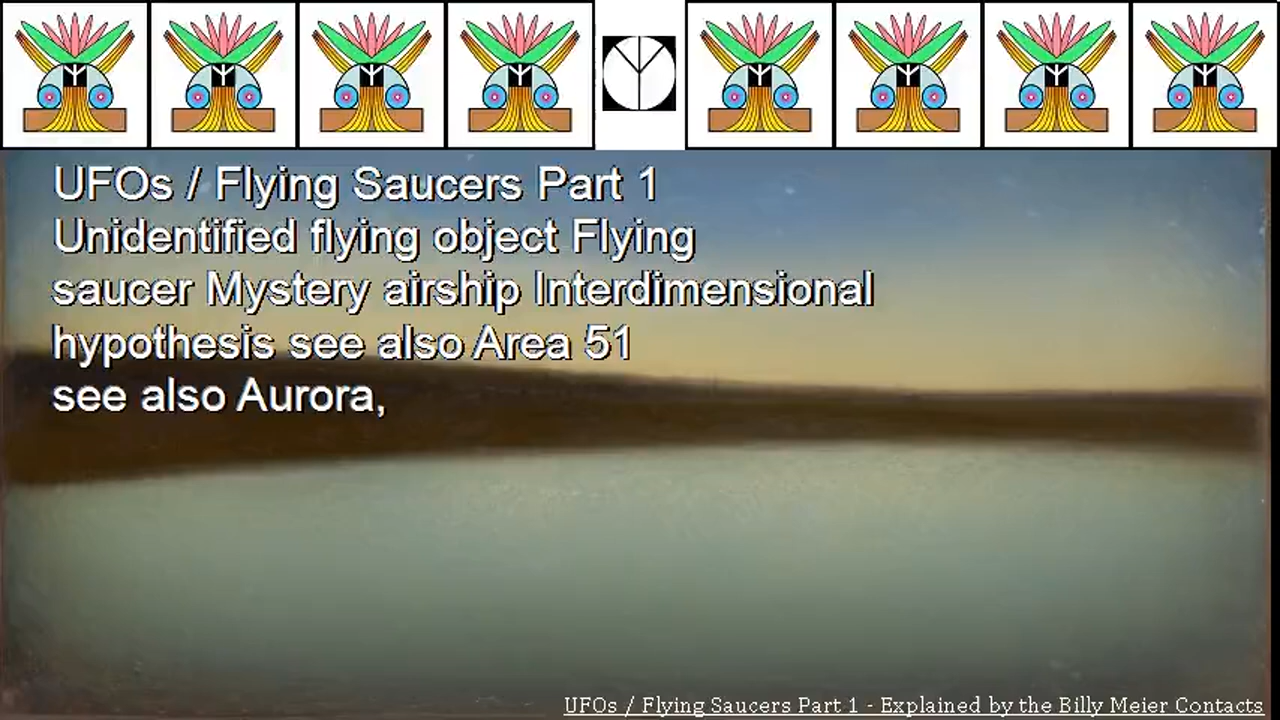 UFOs / Flying Saucers Part 1
Unidentified flying object Flying
saucer Mystery airship Interdimensional
hypothesis see also Area 51
see also Aurora,
UFOs / Flying Saucers Part 1 - Explained by the Billy Meier Contacts